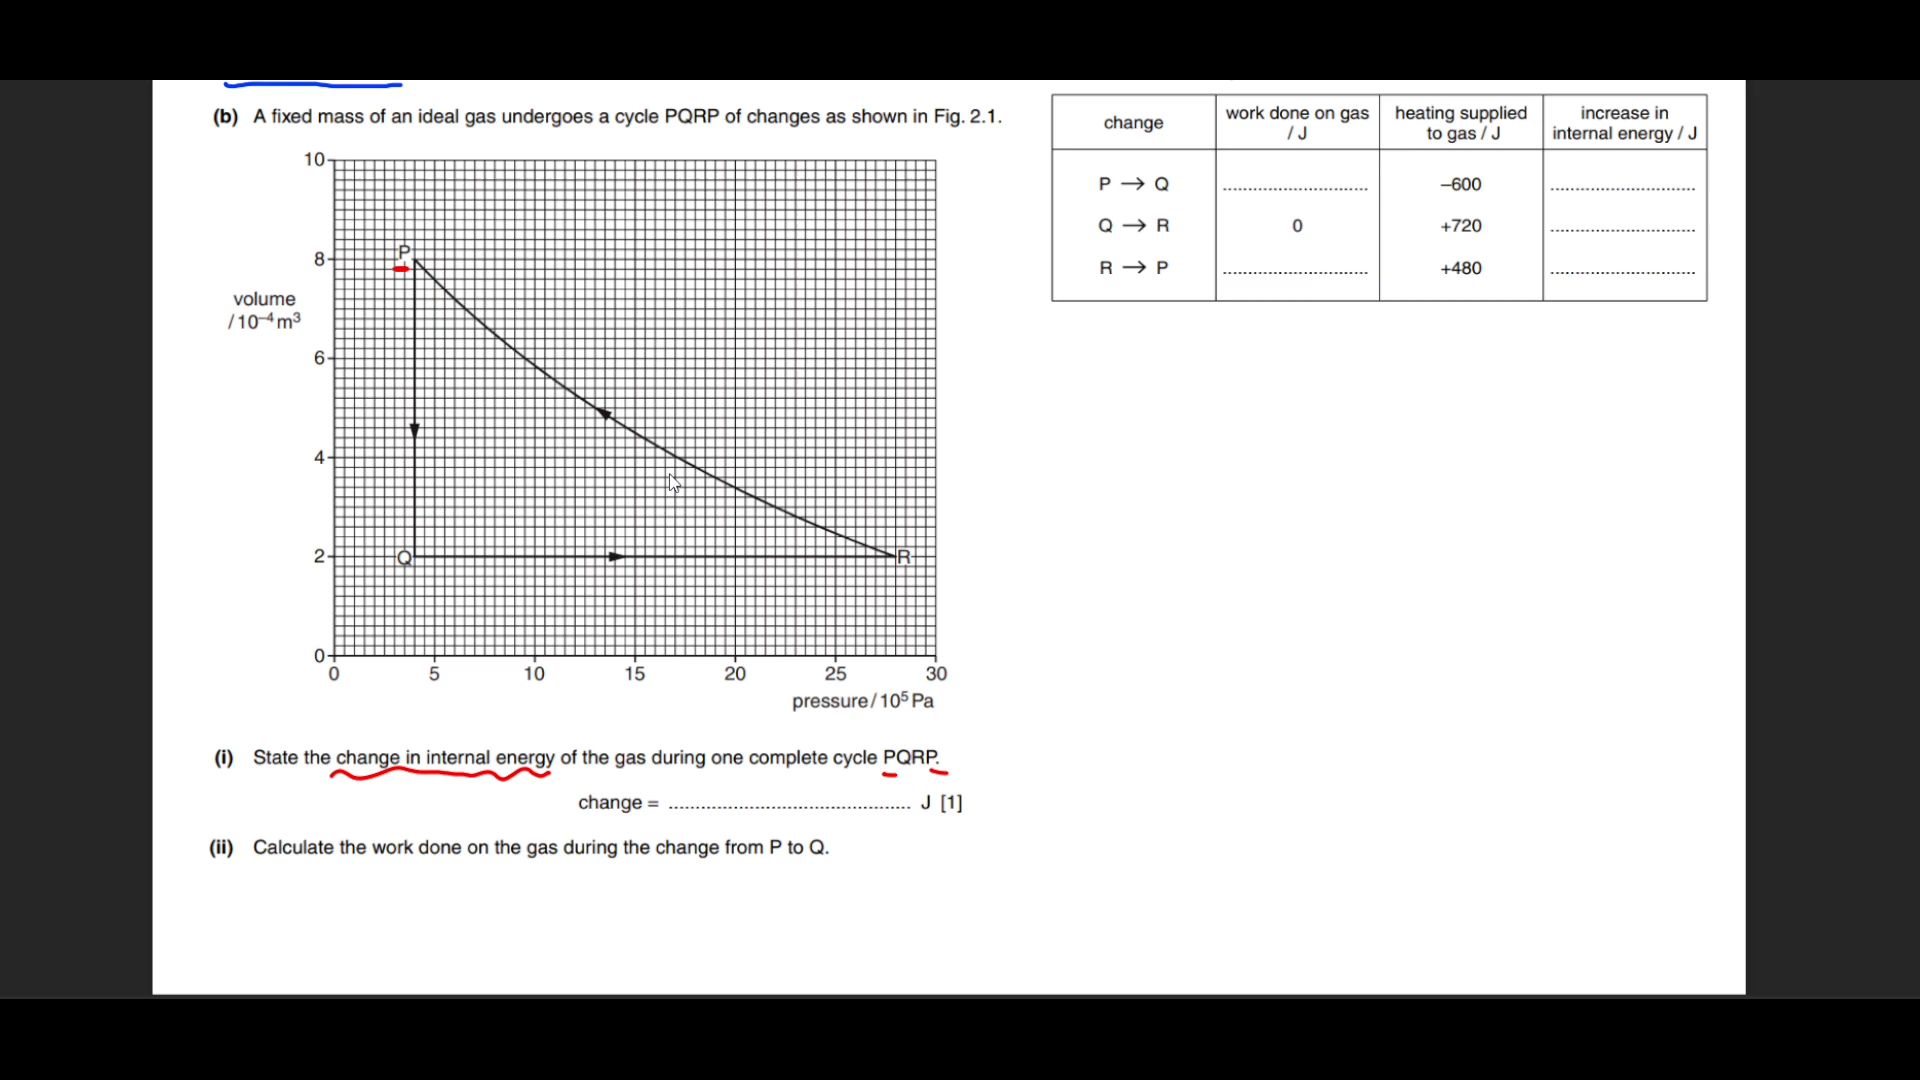 (b) A fixed mass of an ideal gas undergoes a cycle PQRP of changes as shown in Fig. 2.1.
10
8
6
4
2
0
volume
/ 10⁻⁴ m³
P
Q
R
0 5 10 15 20 25 30
pressure / 10⁵ Pa
(i) State the change in internal energy of the gas during one complete cycle PQRP.
change = ............................................ J [1]
(ii) Calculate the work done on the gas during the change from P to Q.
change work done on gas / J heating supplied to gas / J increase in internal energy / J
P → Q ........................... –600 ...........................
Q → R 0 +720 ...........................
R → P ........................... +480 ...........................